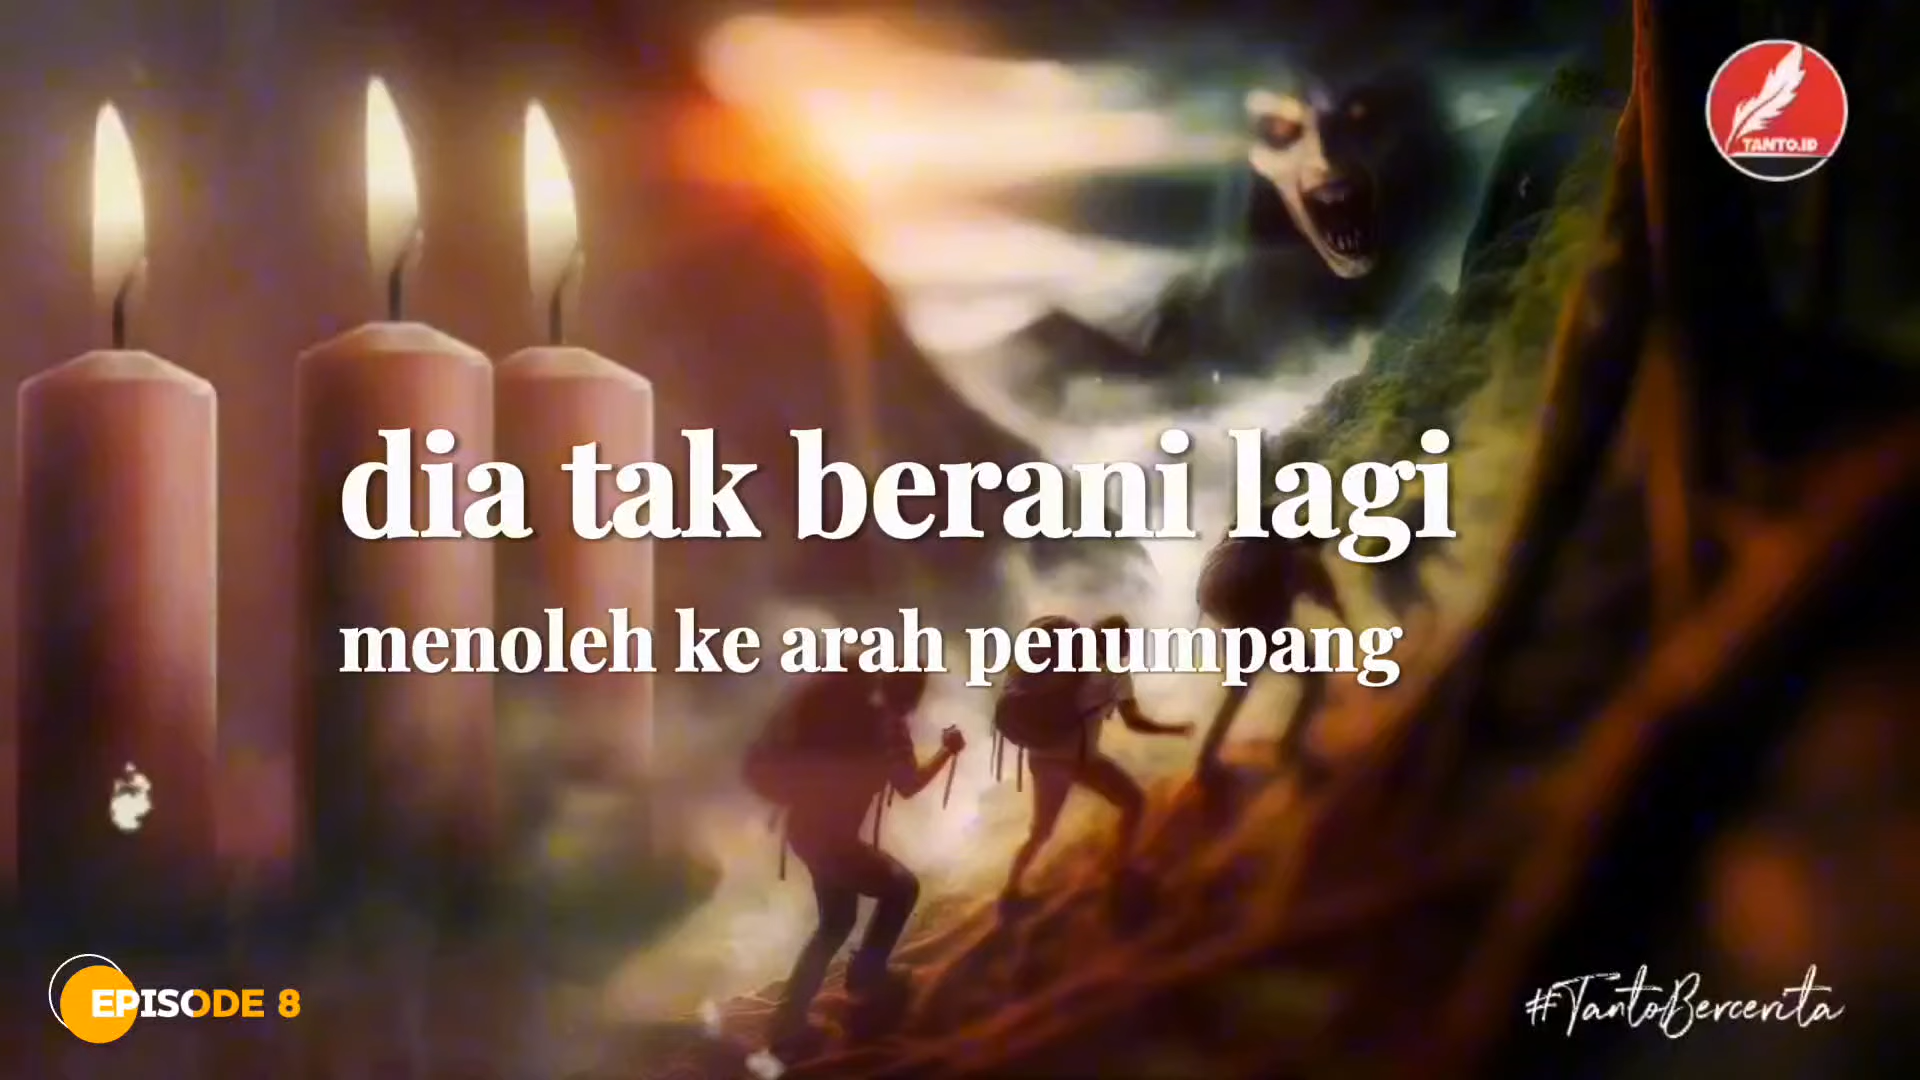 TANTO.ID
dia tak berani lagi
menoleh ke arah penumpang
EPISODE 8
#TantoBercerita